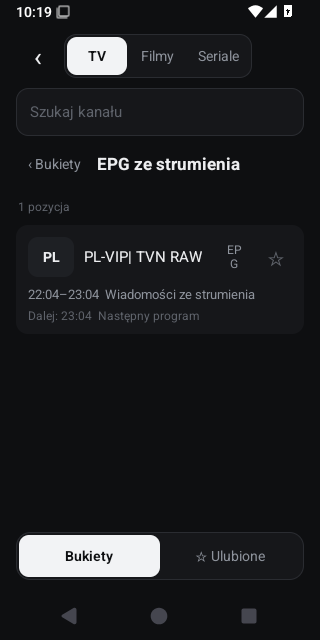 10:19
‹ TV Filmy Seriale
Szukaj kanału
‹ Bukiety EPG ze strumienia
1 pozycja
PL PL-VIP| TVN RAW EP
G ☆
22:04–23:04 Wiadomości ze strumienia
Dalej: 23:04 Następny program
Bukiety ☆ Ulubione